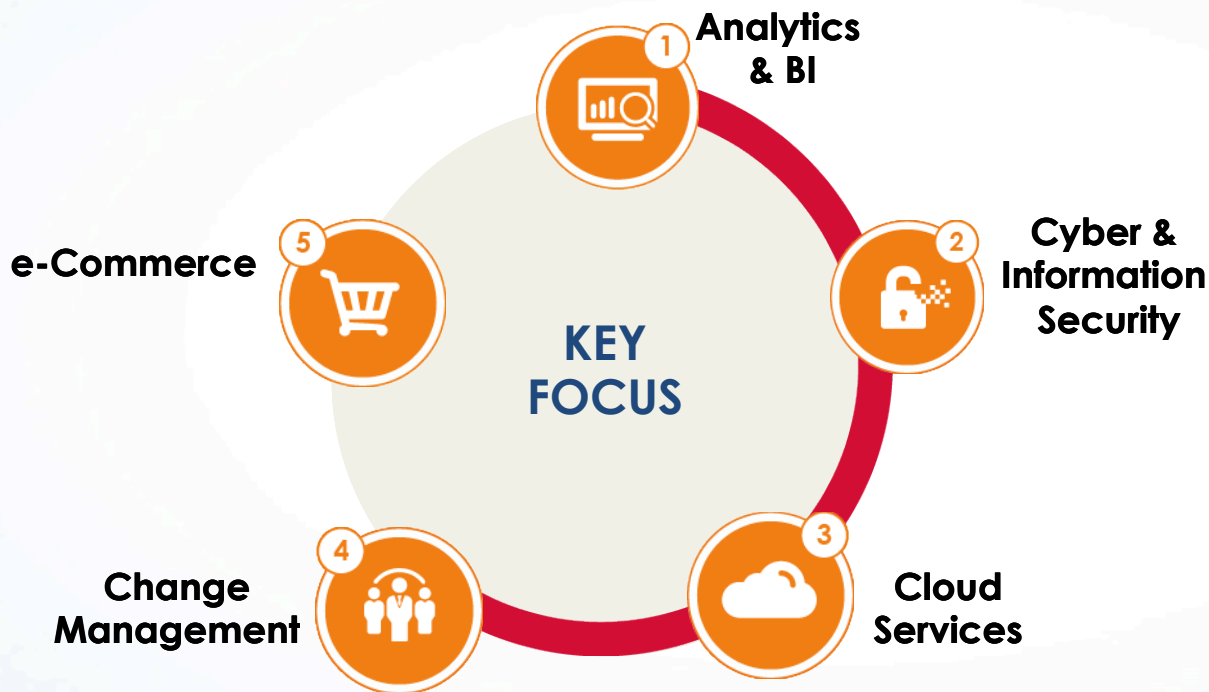 1
Analytics
& BI
2
Cyber &
Information
Security
3
Cloud
Services
4
Change
Management
5
e-Commerce
KEY
FOCUS